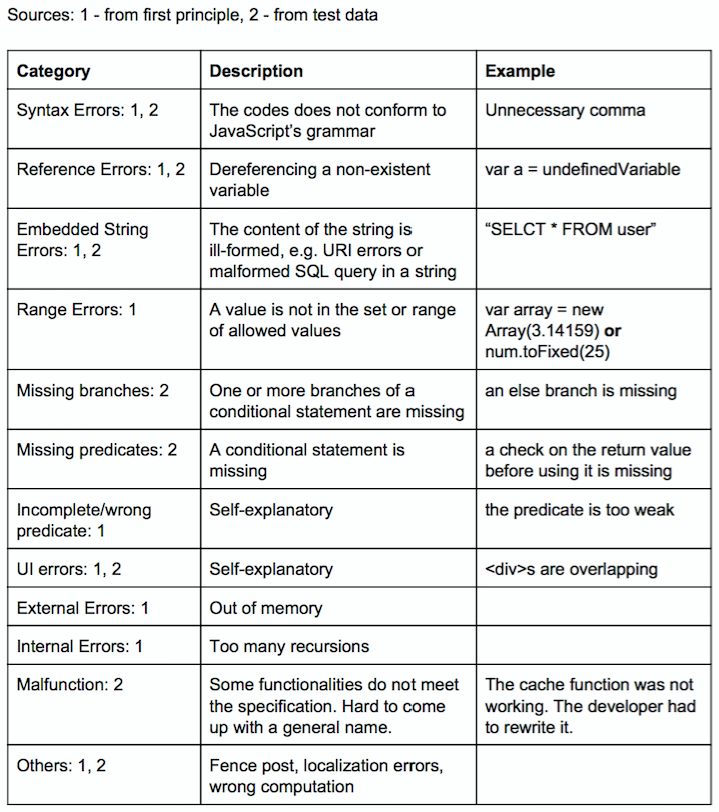 Sources: 1 - from first principle, 2 - from test data
Category Description Example
Syntax Errors: 1, 2
The codes does not conform to
JavaScript's grammar
Unnecessary comma
Reference Errors: 1, 2
Dereferencing a non-existent
variable
var a = undefinedVariable
Embedded String
Errors: 1, 2
The content of the string is
ill-formed, e.g. URI errors or
malformed SQL query in a string
“SELCT * FROM user”
Range Errors: 1
A value is not in the set or range
of allowed values
var array = new
Array(3.14159) or
num.toFixed(25)
Missing branches: 2
One or more branches of a
conditional statement are missing
an else branch is missing
Missing predicates: 2
A conditional statement is
missing
a check on the return value
before using it is missing
Incomplete/wrong
predicate: 1
Self-explanatory
the predicate is too weak
UI errors: 1, 2
Self-explanatory
<div>s are overlapping
External Errors: 1
Out of memory
Internal Errors: 1
Too many recursions
Malfunction: 2
Some functionalities do not meet
the specification. Hard to come
up with a general name.
The cache function was not
working. The developer had
to rewrite it.
Others: 1, 2
Fence post, localization errors,
wrong computation